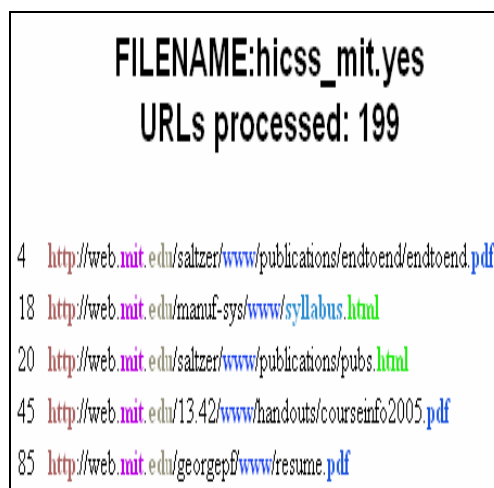 FILENAME:hicss_mit.yes
URLs processed: 199
4 http://web.mit.edu/saltzer/www/publications/endtoend/endtoend.pdf
18 http://web.mit.edu/manuf-sys/www/syllabus.html
20 http://web.mit.edu/saltzer/www/publications/pubs.html
45 http://web.mit.edu/13.42/www/handouts/courseinfo2005.pdf
85 http://web.mit.edu/georgepf/www/resume.pdf